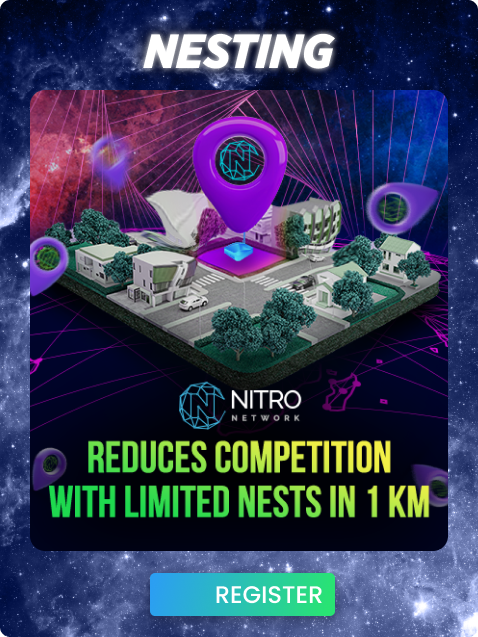 NESTING
NITRO
NETWORK
REDUCES COMPETITION
WITH LIMITED NESTS IN 1 KM
REGISTER